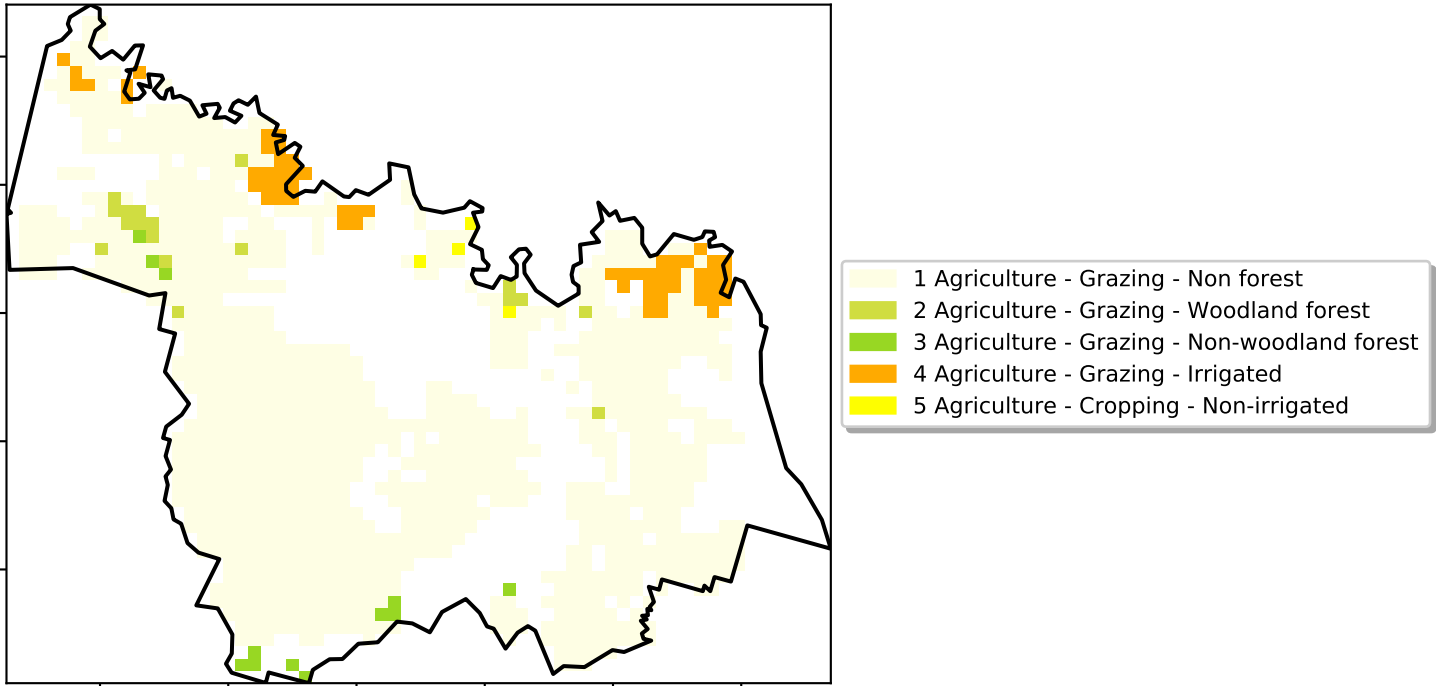 1 Agriculture - Grazing - Non forest
2 Agriculture - Grazing - Woodland forest
3 Agriculture - Grazing - Non-woodland forest
4 Agriculture - Grazing - Irrigated
5 Agriculture - Cropping - Non-irrigated